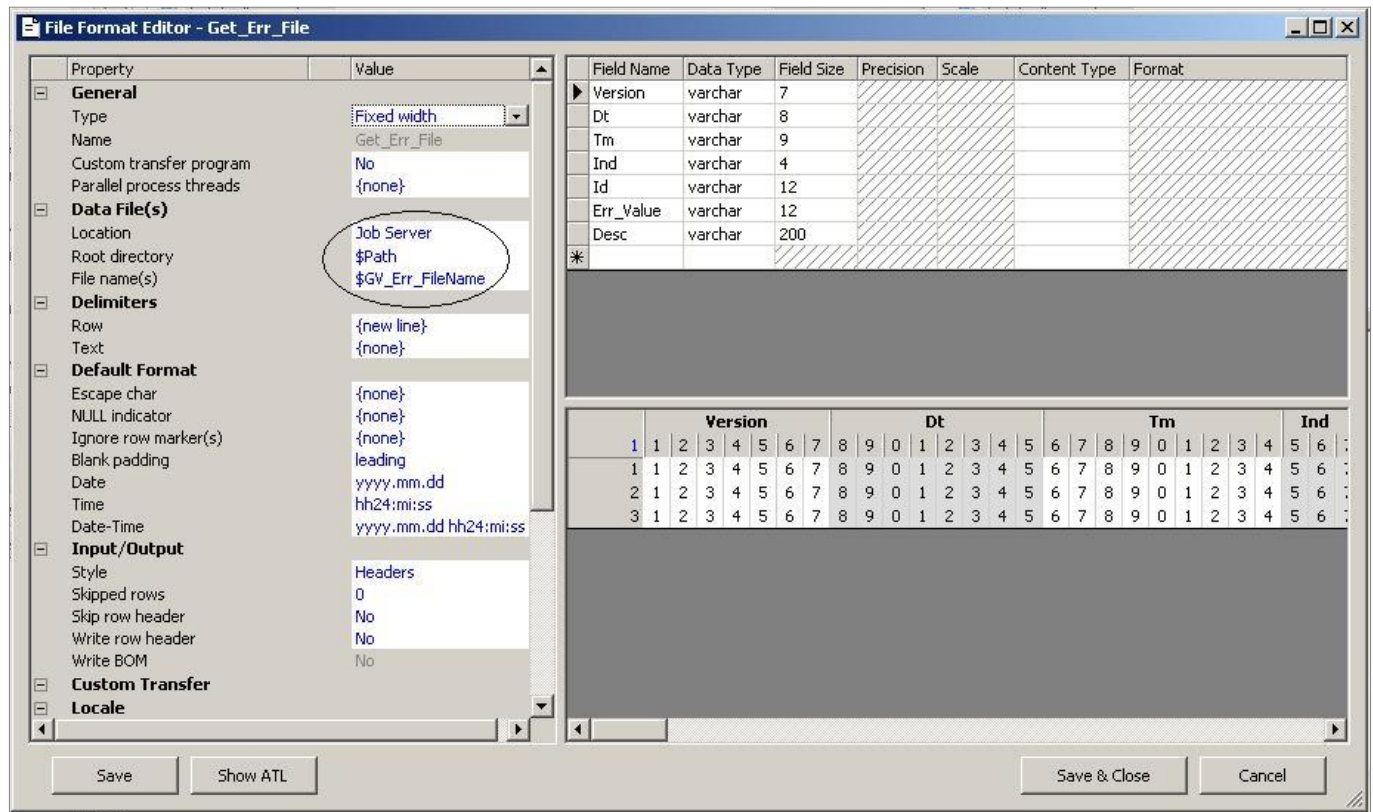 File Format Editor - Get_Err_File
Property Value
General
Type Fixed width
Name Get_Err_File
Custom transfer program No
Parallel process threads {none}
Data File(s)
Location Job Server
Root directory $Path
File name(s) $GV_Err_FileName
Delimiters
Row {new line}
Text {none}
Default Format
Escape char {none}
NULL indicator {none}
Ignore row marker(s) {none}
Blank padding leading
Date yyyy.mm.dd
Time hh24:mi:ss
Date-Time yyyy.mm.dd hh24:mi:ss
Input/Output
Style Headers
Skipped rows 0
Skip row header No
Write row header No
Write BOM No
Custom Transfer
Locale
Field Name Data Type Field Size Precision Scale Content Type Format
Version varchar 7
Dt varchar 8
Tm varchar 9
Ind varchar 4
Id varchar 12
Err_Value varchar 12
Desc varchar 200
Version Dt Tm Ind
1 1 2 3 4 5 6 7 8 9 0 1 2 3 4 5 6 7 8 9 0 1 2 3 4 5 6
1 1 2 3 4 5 6 7 8 9 0 1 2 3 4 5 6 7 8 9 0 1 2 3 4 5 6
2 1 2 3 4 5 6 7 8 9 0 1 2 3 4 5 6 7 8 9 0 1 2 3 4 5 6
3 1 2 3 4 5 6 7 8 9 0 1 2 3 4 5 6 7 8 9 0 1 2 3 4 5 6
Save Show ATL Save & Close Cancel